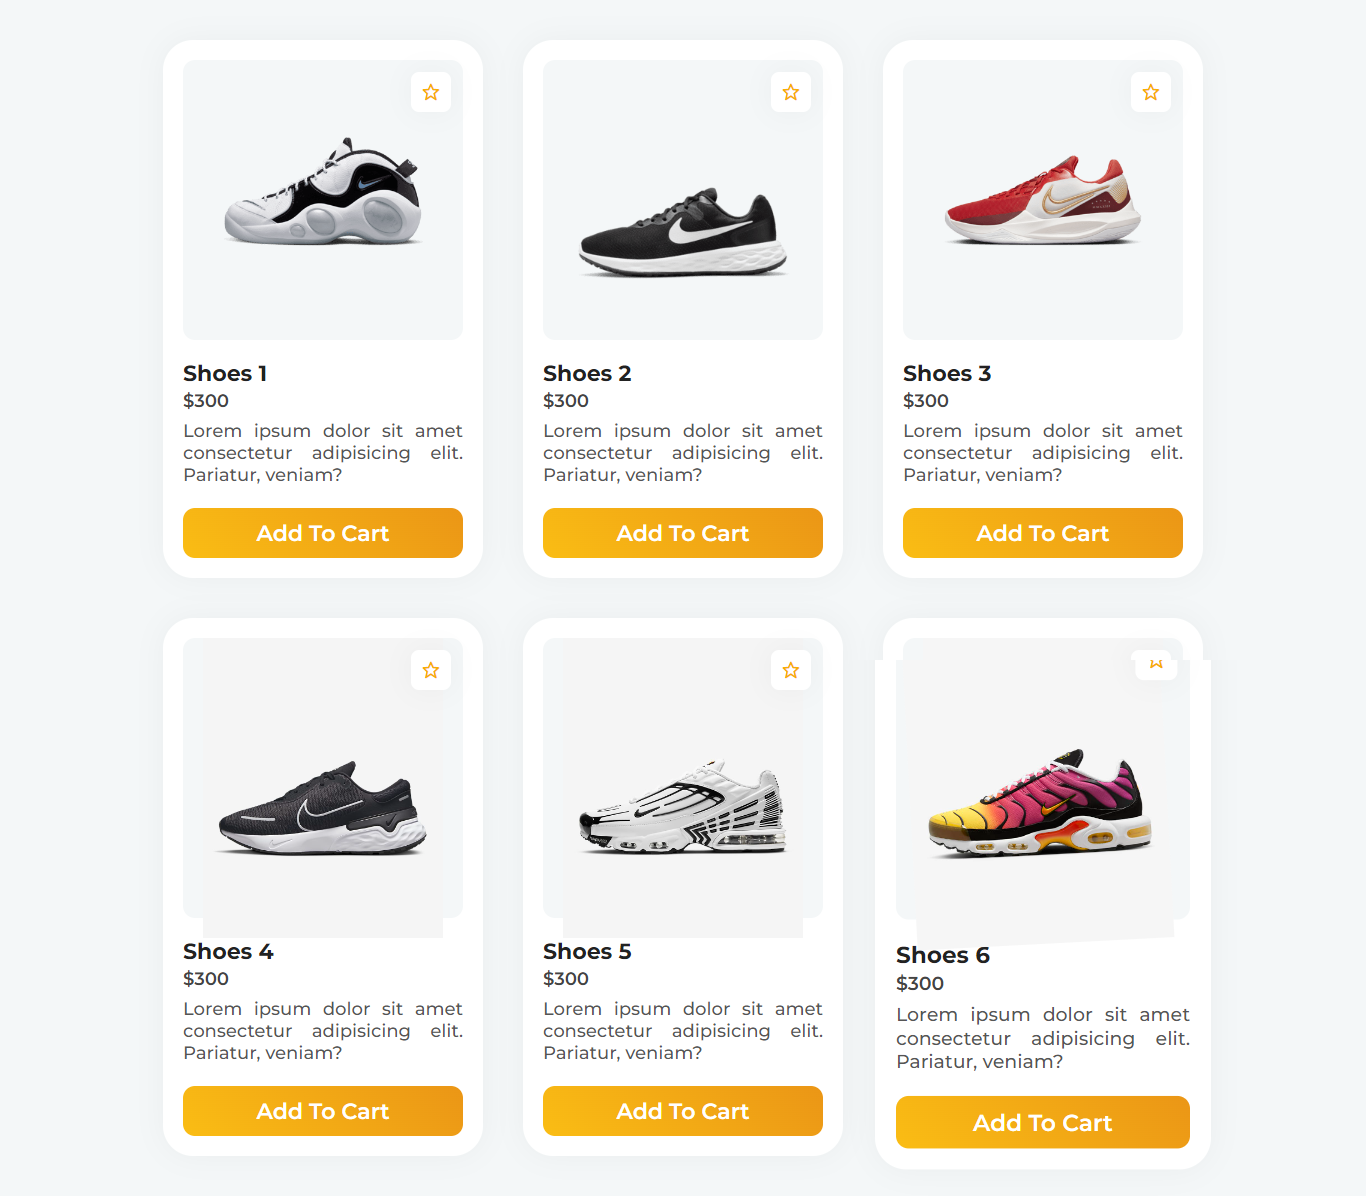 Shoes 1
$300
Lorem ipsum dolor sit amet
consectetur adipisicing elit.
Pariatur, veniam?
Add To Cart
Shoes 2
$300
Lorem ipsum dolor sit amet
consectetur adipisicing elit.
Pariatur, veniam?
Add To Cart
Shoes 3
$300
Lorem ipsum dolor sit amet
consectetur adipisicing elit.
Pariatur, veniam?
Add To Cart
Shoes 4
$300
Lorem ipsum dolor sit amet
consectetur adipisicing elit.
Pariatur, veniam?
Add To Cart
Shoes 5
$300
Lorem ipsum dolor sit amet
consectetur adipisicing elit.
Pariatur, veniam?
Add To Cart
Shoes 6
$300
Lorem ipsum dolor sit amet
consectetur adipisicing elit.
Pariatur, veniam?
Add To Cart